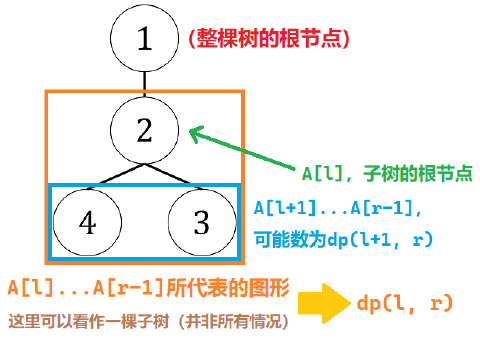 1
(整棵树的根节点)
2
A[l], 子树的根节点
4
3
A[l+1]...A[r-1],
可能数为dp(l+1, r)
A[l]...A[r-1]所代表的图形
这里可以看作一棵子树（并非所有情况）
dp(l, r)